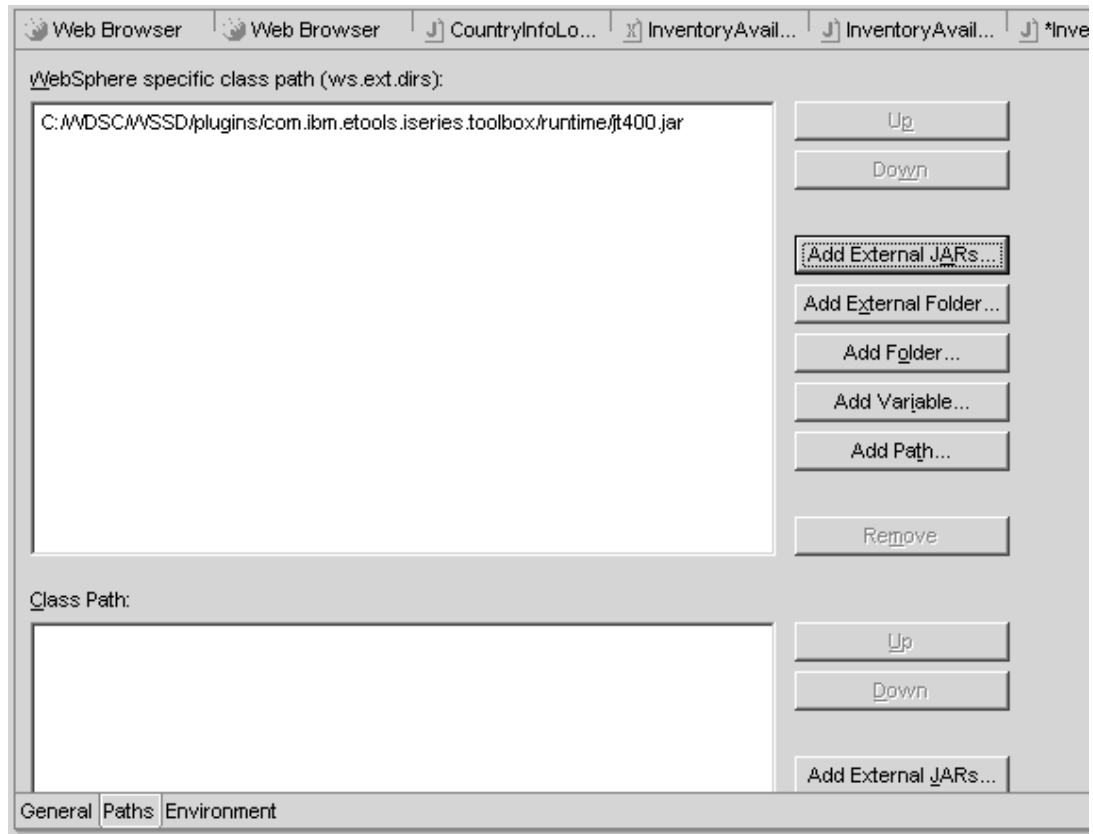 Web Browser Web Browser CountryInfoLo... InventoryAvail... InventoryAvail... *Inve
WebSphere specific class path (ws.ext.dirs):
C:/WDSC/WSSD/plugins/com.ibm.etools.iseries.toolbox/runtime/jt400.jar
Up
Down
Add External JARs...
Add External Folder...
Add Folder...
Add Variable...
Add Path...
Remove
Class Path:
Up
Down
Add External JARs...
General Paths Environment